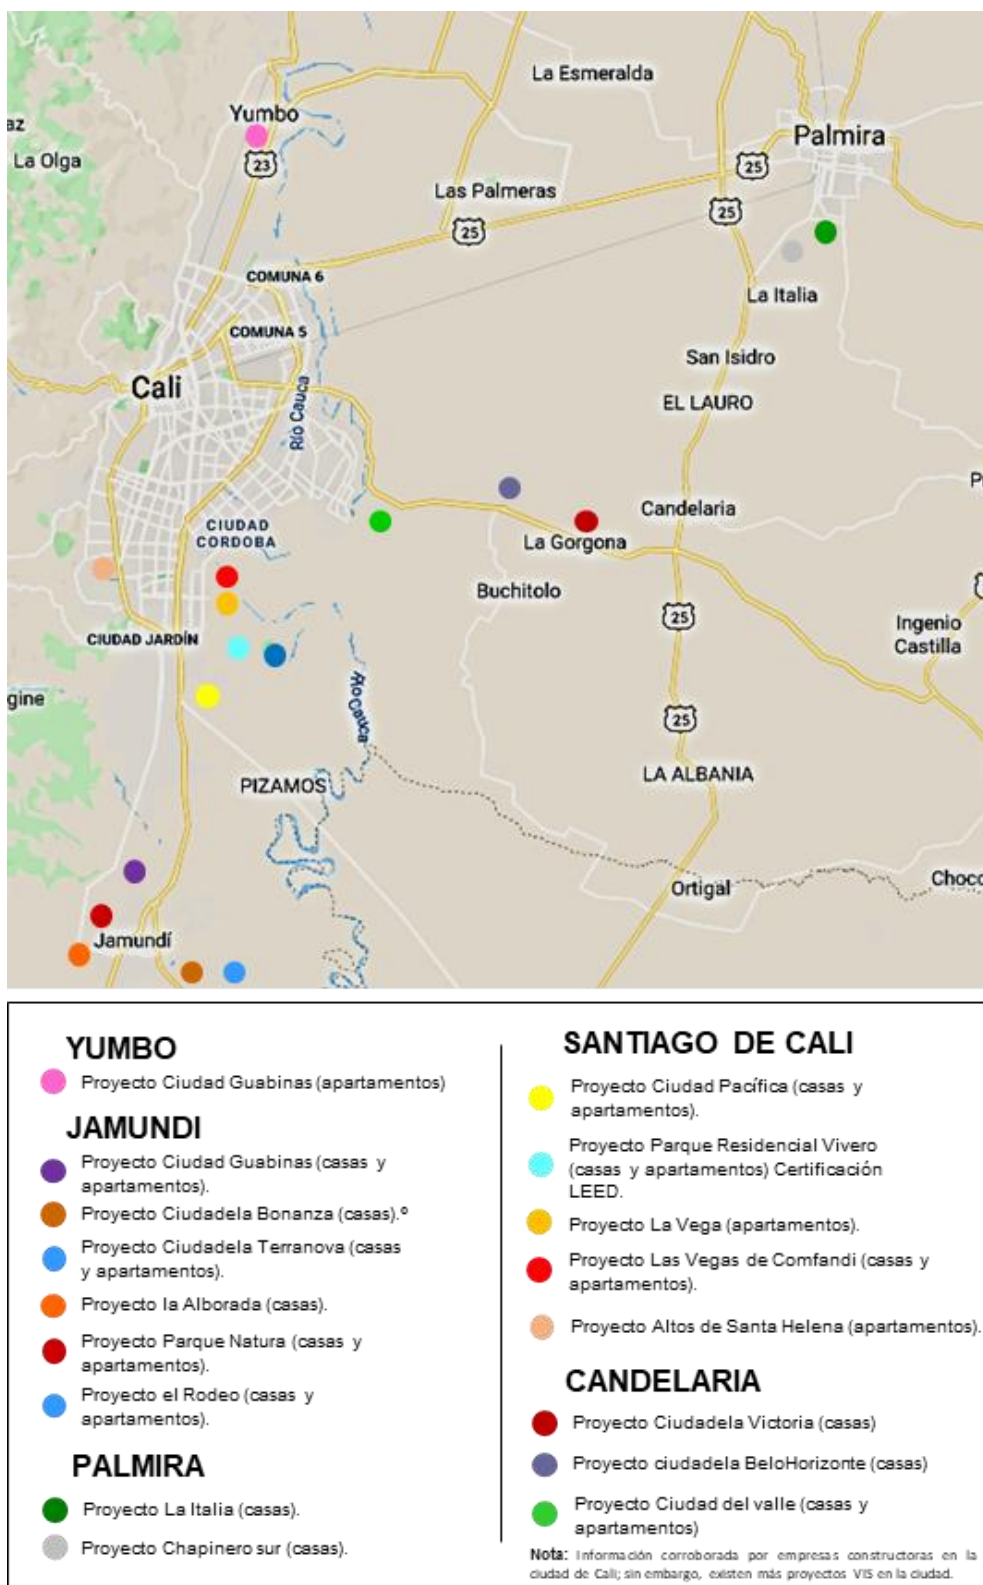 La Esmeralda
Yumbo
az
La Olga
23
Palmira
25
Las Palmeras
25
25
COMUNA 6
La Italia
COMUNA 5
San Isidro
Cali
EL LAURO
Río Cauca
P
Candelaria
CIUDAD
CORDOBA
La Gorgona
Buchitolo
25
Ingenio
Castilla
CIUDAD JARDÍN
gine
Río Cauca
25
PIZAMOS
LA ALBANIA
Ortigal
Choco
Jamundí
YUMBO
Proyecto Ciudad Guabinas (apartamentos)
JAMUNDI
Proyecto Ciudad Guabinas (casas y
apartamentos).
Proyecto Ciudadela Bonanza (casas).º
Proyecto Ciudadela Terranova (casas
y apartamentos).
Proyecto la Alborada (casas).
Proyecto Parque Natura (casas y
apartamentos).
Proyecto el Rodeo (casas y
apartamentos).
PALMIRA
Proyecto La Italia (casas).
Proyecto Chapinero sur (casas).
SANTIAGO DE CALI
Proyecto Ciudad Pacífica (casas y
apartamentos).
Proyecto Parque Residencial Vivero
(casas y apartamentos) Certificación
LEED.
Proyecto La Vega (apartamentos).
Proyecto Las Vegas de Comfandi (casas y
apartamentos).
Proyecto Altos de Santa Helena (apartamentos).
CANDELARIA
Proyecto Ciudadela Victoria (casas)
Proyecto ciudadela BeloHorizonte (casas)
Proyecto Ciudad del valle (casas y
apartamentos)
Nota: Información corroborada por empresas constructoras en la
ciudad de Cali; sin embargo, existen más proyectos VIS en la ciudad.